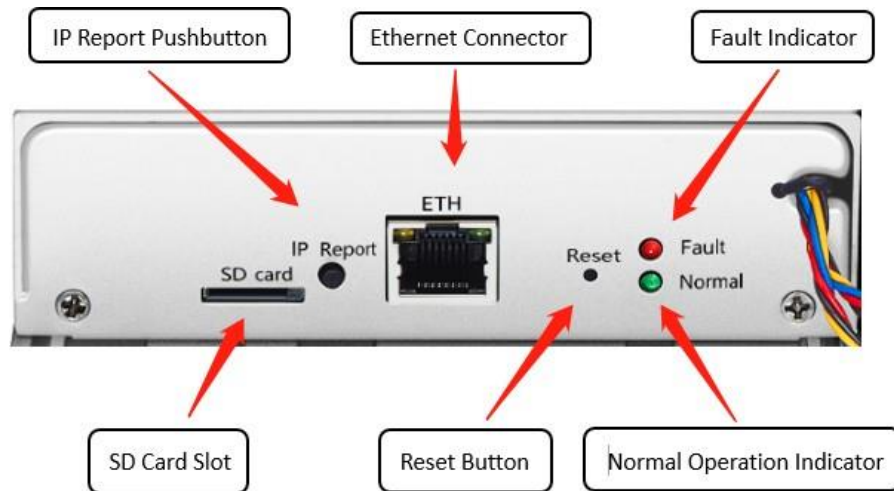 IP Report Pushbutton
Ethernet Connector
Fault Indicator
ETH
IP Report
SD card
Reset
Fault
Normal
SD Card Slot
Reset Button
Normal Operation Indicator